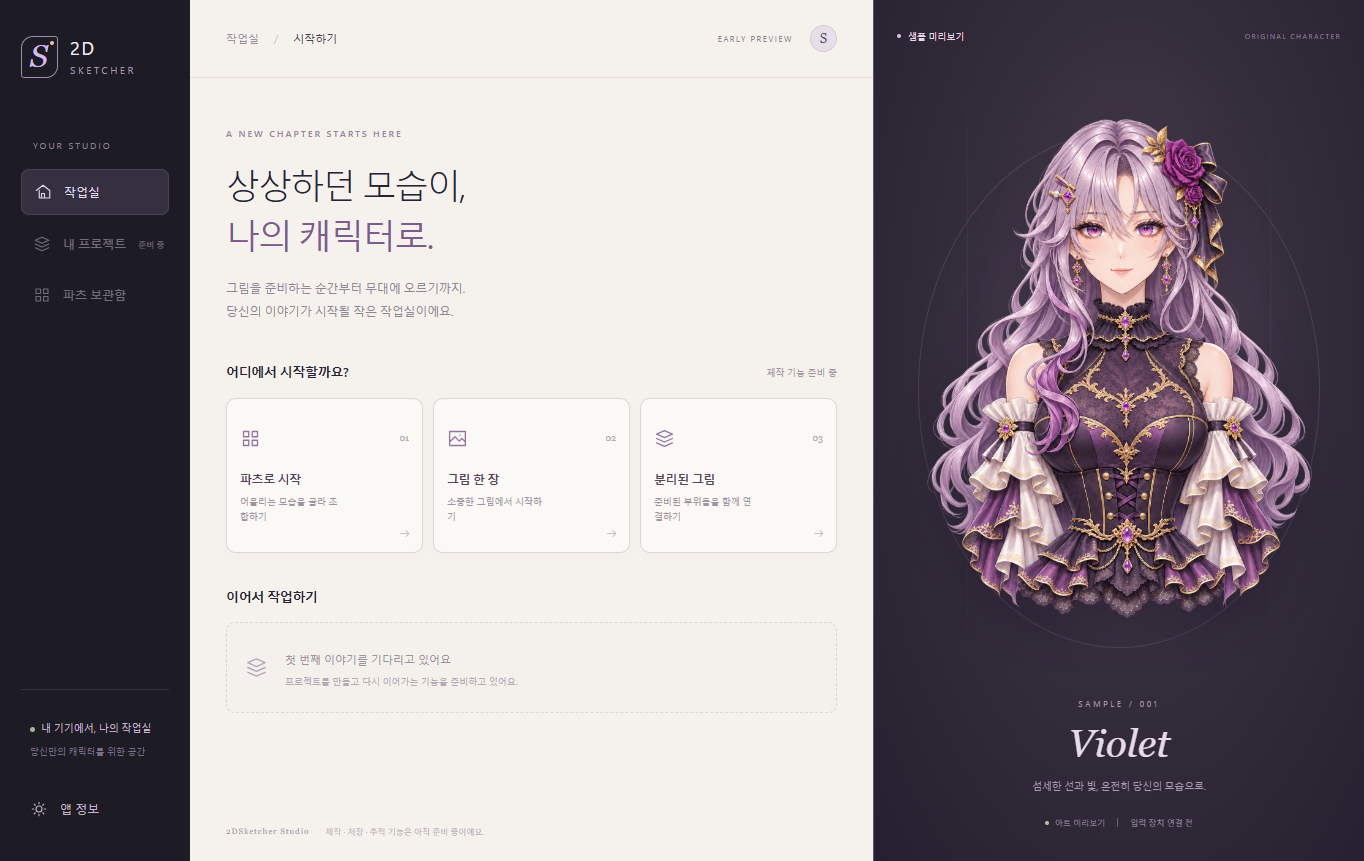 S
2D
SKETCHER
YOUR STUDIO
작업실
내 프로젝트 준비 중
파츠 보관함
내 기기에서, 나의 작업실
당신만의 캐릭터를 위한 공간
앱 정보
작업실 / 시작하기
EARLY PREVIEW S
A NEW CHAPTER STARTS HERE
상상하던 모습이,
나의 캐릭터로.
그림을 준비하는 순간부터 무대에 오르기까지.
당신의 이야기가 시작될 작은 작업실이에요.
어디에서 시작할까요?
제작 기능 준비 중
01
파츠로 시작
어울리는 모습을 골라 조
합하기
→
02
그림 한 장
소중한 그림에서 시작하
기
→
03
분리된 그림
준비된 부위들을 함께 연
결하기
→
이어서 작업하기
첫 번째 이야기를 기다리고 있어요
프로젝트를 만들고 다시 이어가는 기능을 준비하고 있어요.
2DSketcher Studio 제작 · 저장 · 추적 기능은 아직 준비 중이에요.
샘플 미리보기
ORIGINAL CHARACTER
SAMPLE / 001
Violet
섬세한 선과 빛, 온전히 당신의 모습으로.
아트 미리보기 | 입력 장치 연결 전